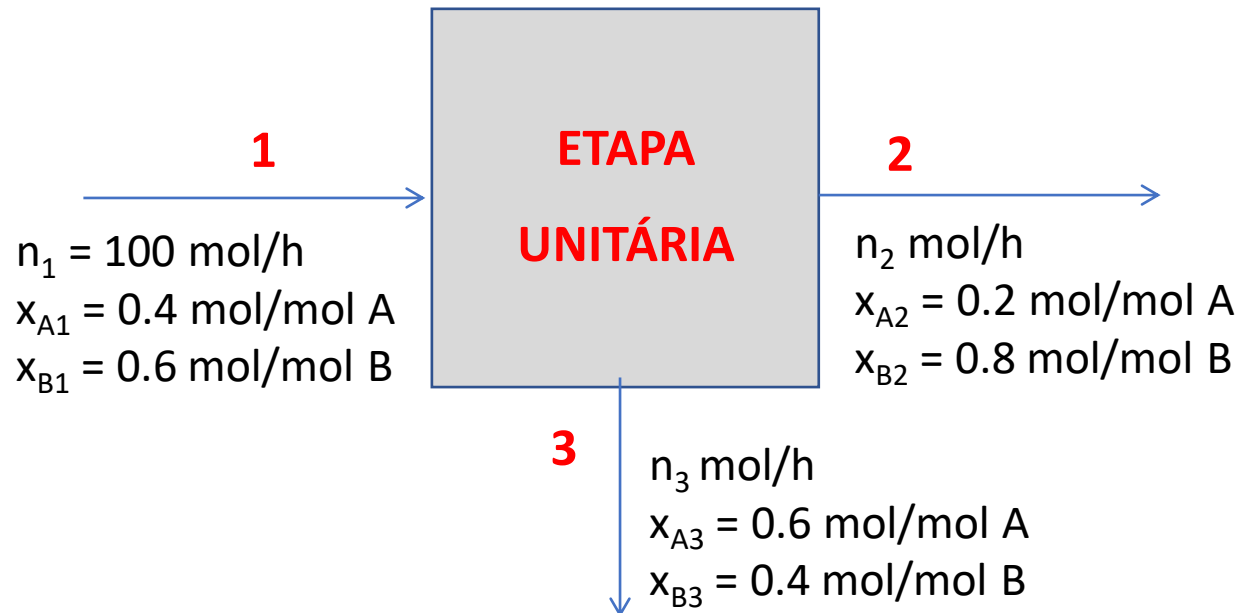 1
n₁ = 100 mol/h
x_A1 = 0.4 mol/mol A
x_B1 = 0.6 mol/mol B
ETAPA
UNITÁRIA
2
n₂ mol/h
x_A2 = 0.2 mol/mol A
x_B2 = 0.8 mol/mol B
3
n₃ mol/h
x_A3 = 0.6 mol/mol A
x_B3 = 0.4 mol/mol B